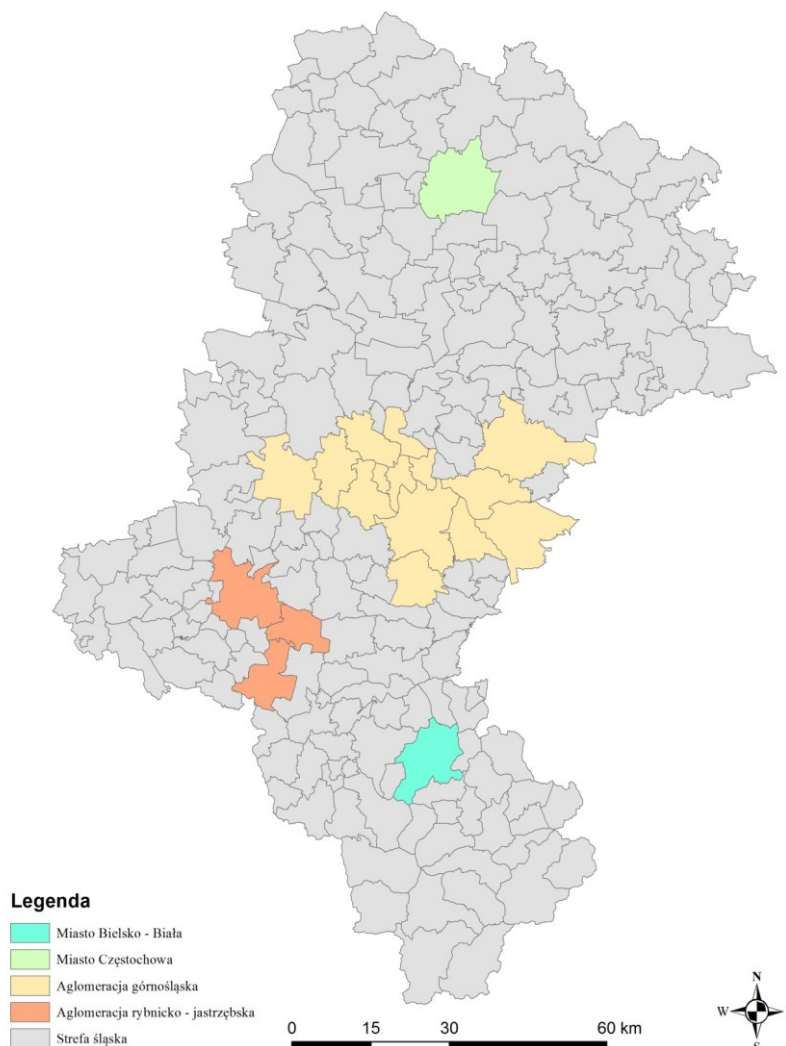 Legenda
Miasto Bielsko - Biała
Miasto Częstochowa
Aglomeracja górnośląska
Aglomeracja rybnicko - jastrzębska
Strefa śląska
0 15 30 60 km
N
W E
S